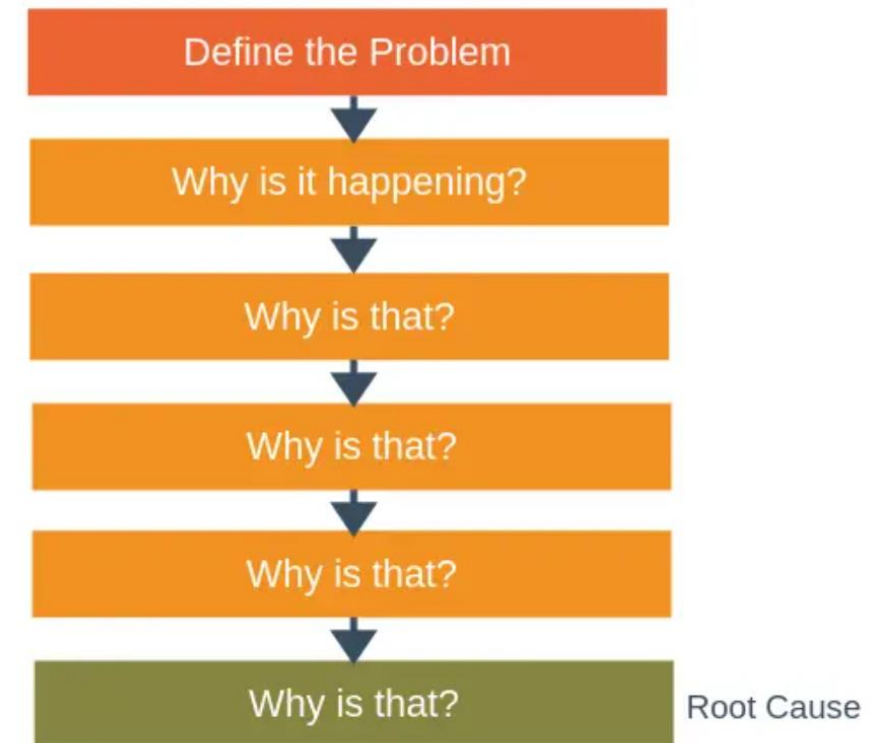 Define the Problem
Why is it happening?
Why is that?
Why is that?
Why is that?
Why is that?
Root Cause